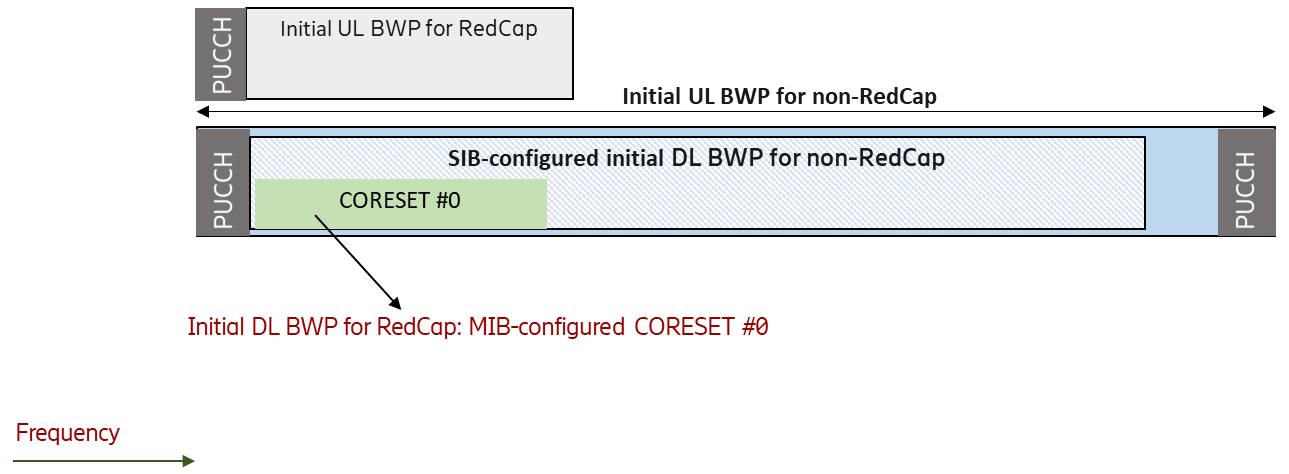 PUCCH
Initial UL BWP for RedCap
Initial UL BWP for non-RedCap
PUCCH
SIB-configured initial DL BWP for non-RedCap
PUCCH
CORESET #0
Initial DL BWP for RedCap: MIB-configured CORESET #0
Frequency